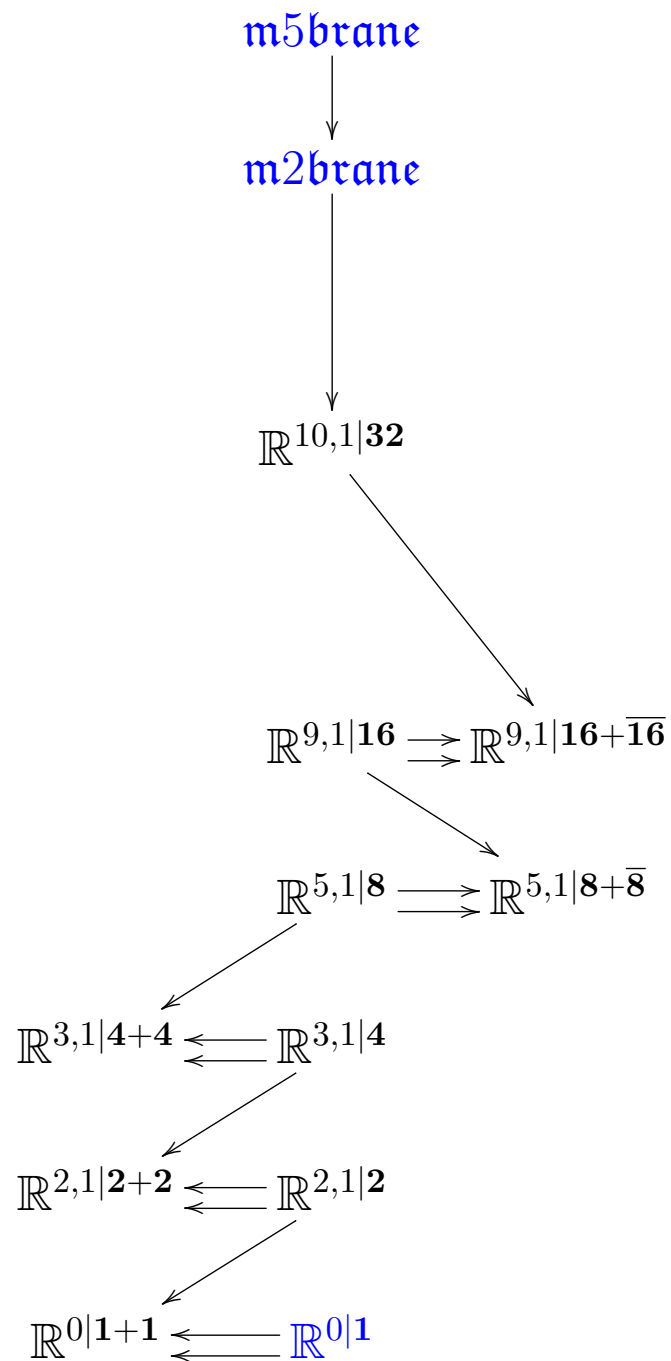 𝔪5𝔟𝔯𝔞𝔫𝔢
𝔪2𝔟𝔯𝔞𝔫𝔢
ℝ^{10,1|𝟑𝟐}
ℝ^{9,1|𝟏𝟔} ℝ^{9,1|𝟏𝟔+\overline{𝟏𝟔}}
ℝ^{5,1|𝟖} ℝ^{5,1|𝟖+\overline{𝟖}}
ℝ^{3,1|𝟒+𝟒} ℝ^{3,1|𝟒}
ℝ^{2,1|𝟐+𝟐} ℝ^{2,1|𝟐}
ℝ^{0|𝟏+𝟏} ℝ^{0|𝟏}